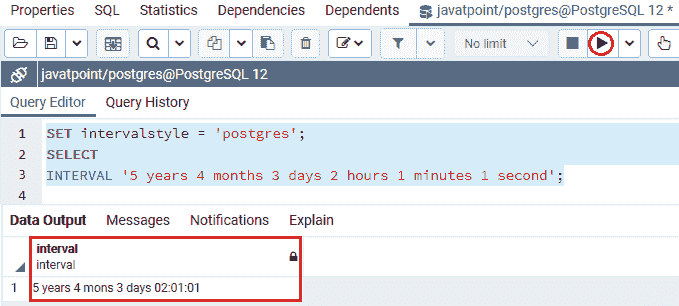 Properties SQL Statistics Dependencies Dependents javatpoint/postgres@PostgreSQL 12 *
No limit
javatpoint/postgres@PostgreSQL 12
Query Editor Query History
1 SET intervalstyle = 'postgres';
2 SELECT
3 INTERVAL '5 years 4 months 3 days 2 hours 1 minutes 1 second';
4
Data Output Messages Notifications Explain
interval
interval
1 5 years 4 mons 3 days 02:01:01